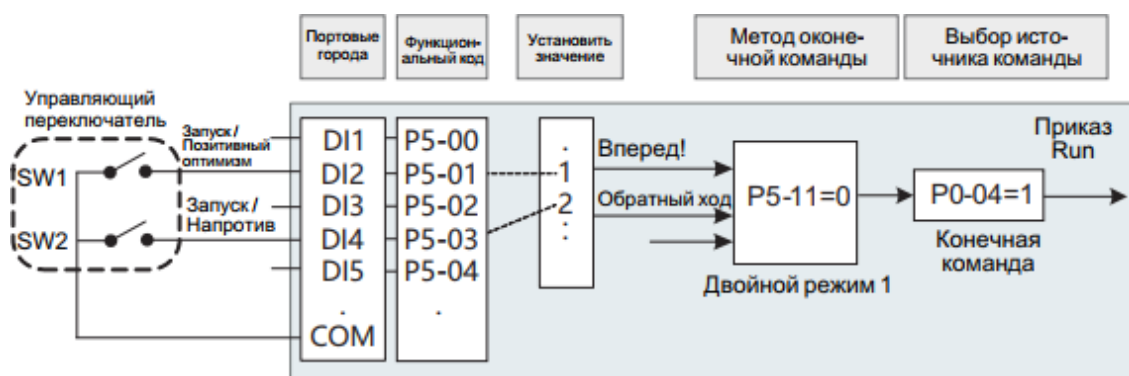 Портовые
города
Функцион-
альный код
Установить
значение
Метод оконе-
чной команды
Выбор исто-
чника команды
Управляющий
переключатель
Запуск /
Позитивный
оптимизм
SW1
Запуск /
Напротив
SW2
DI1
DI2
DI3
DI4
DI5
.
COM
P5-00
P5-01
P5-02
P5-03
P5-04
.
.
1
2
:
Вперед!
Обратный ход
P5-11=0
Двойной режим 1
P0-04=1
Конечная
команда
Приказ
Run